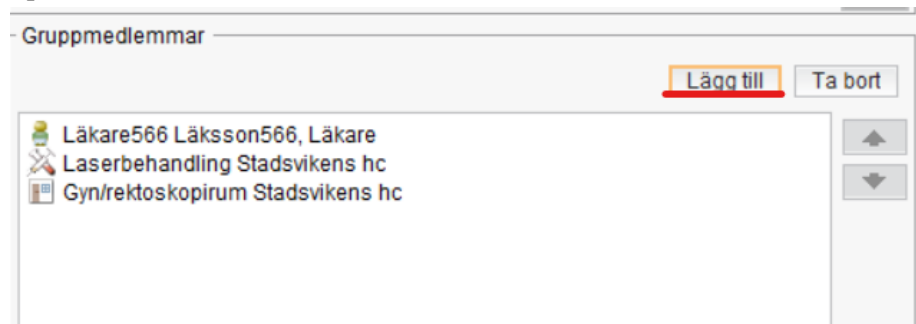 Gruppmedlemmar
Lägg till Ta bort
Läkare566 Läksson566, Läkare
Laserbehandling Stadsvikens hc
Gyn/rektoskopirum Stadsvikens hc